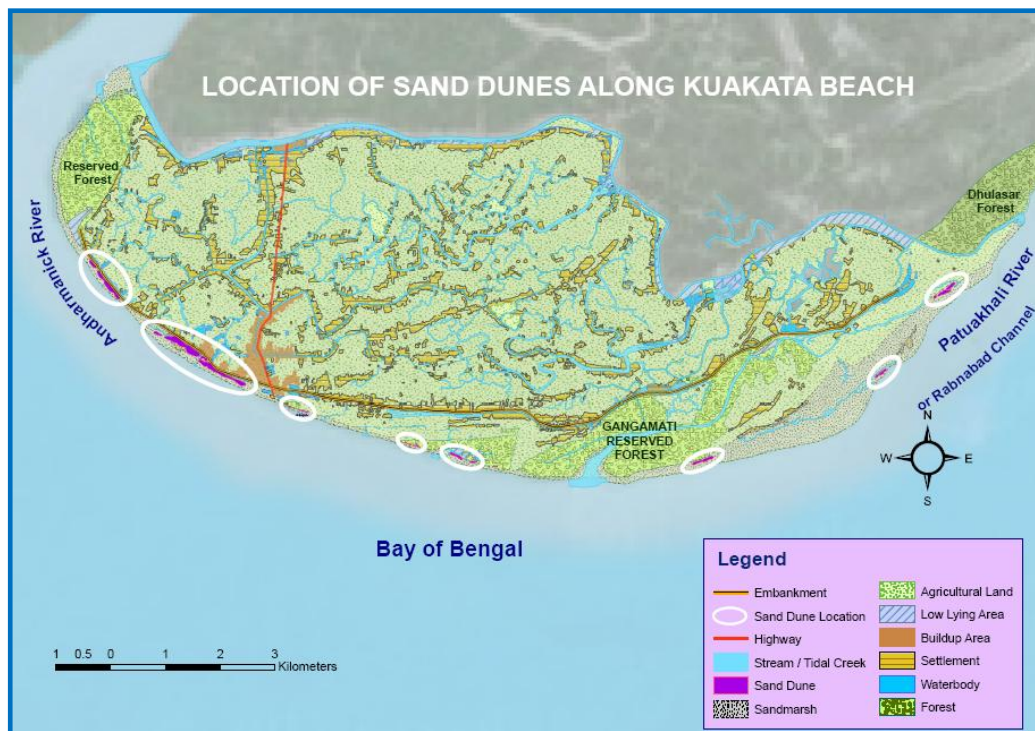 LOCATION OF SAND DUNES ALONG KUAKATA BEACH
Reserved
Forest
Dhulasar
Forest
Andharmanick River
Patuakhali River
or Rabnabad Channel
GANGAMATI
RESERVED
FOREST
N
W
E
S
Bay of Bengal
1 0.5 0 1 2 3
Kilometers
Legend
Embankment
Sand Dune Location
Highway
Stream / Tidal Creek
Sand Dune
Sandmarsh
Agricultural Land
Low Lying Area
Buildup Area
Settlement
Waterbody
Forest